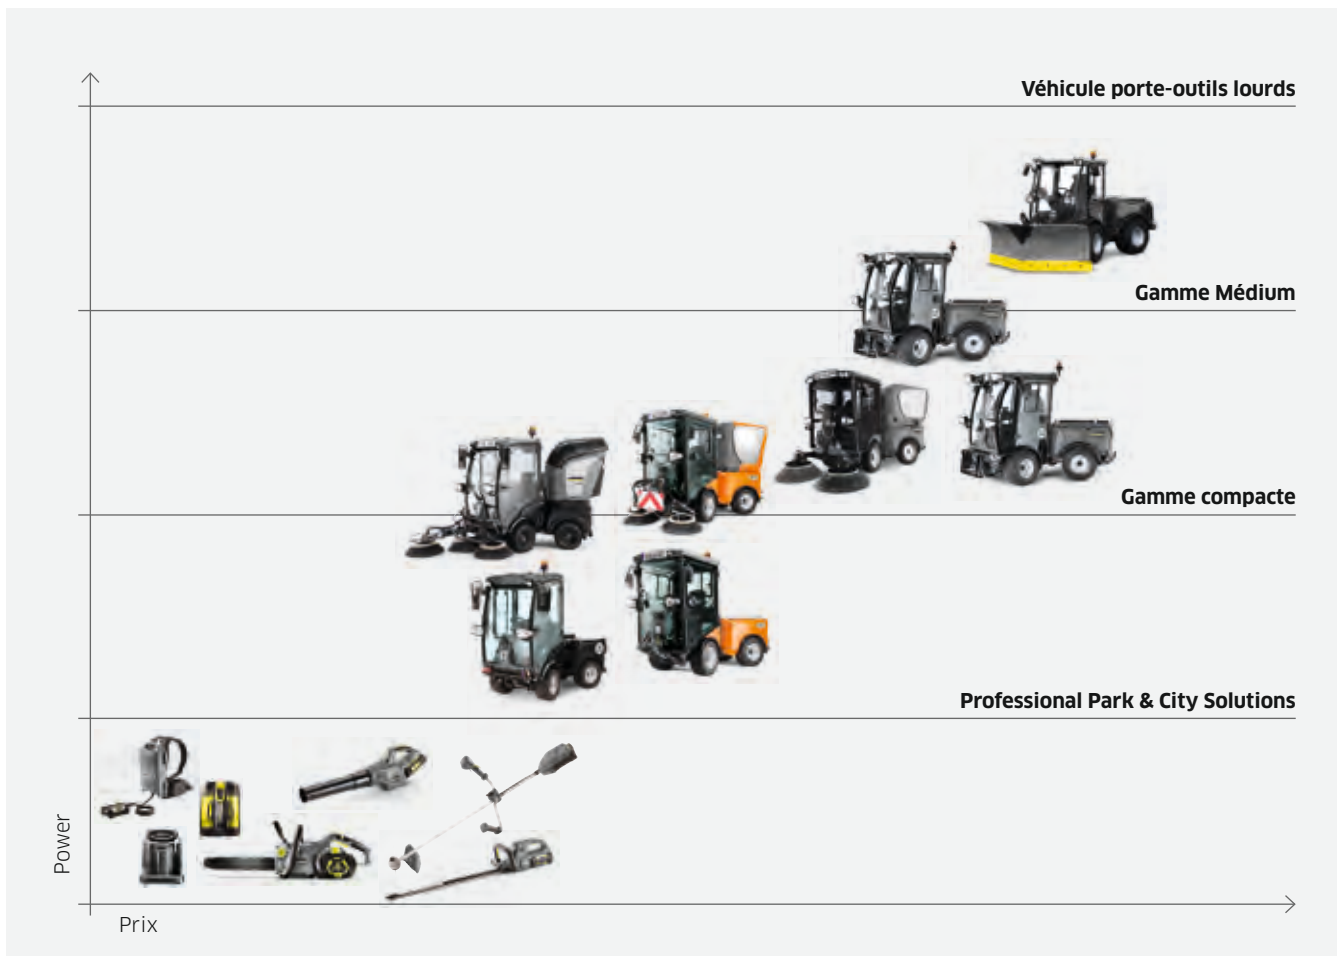 Véhicule porte-outils lourds
Gamme Médium
Gamme compacte
Professional Park & City Solutions
Power
Prix